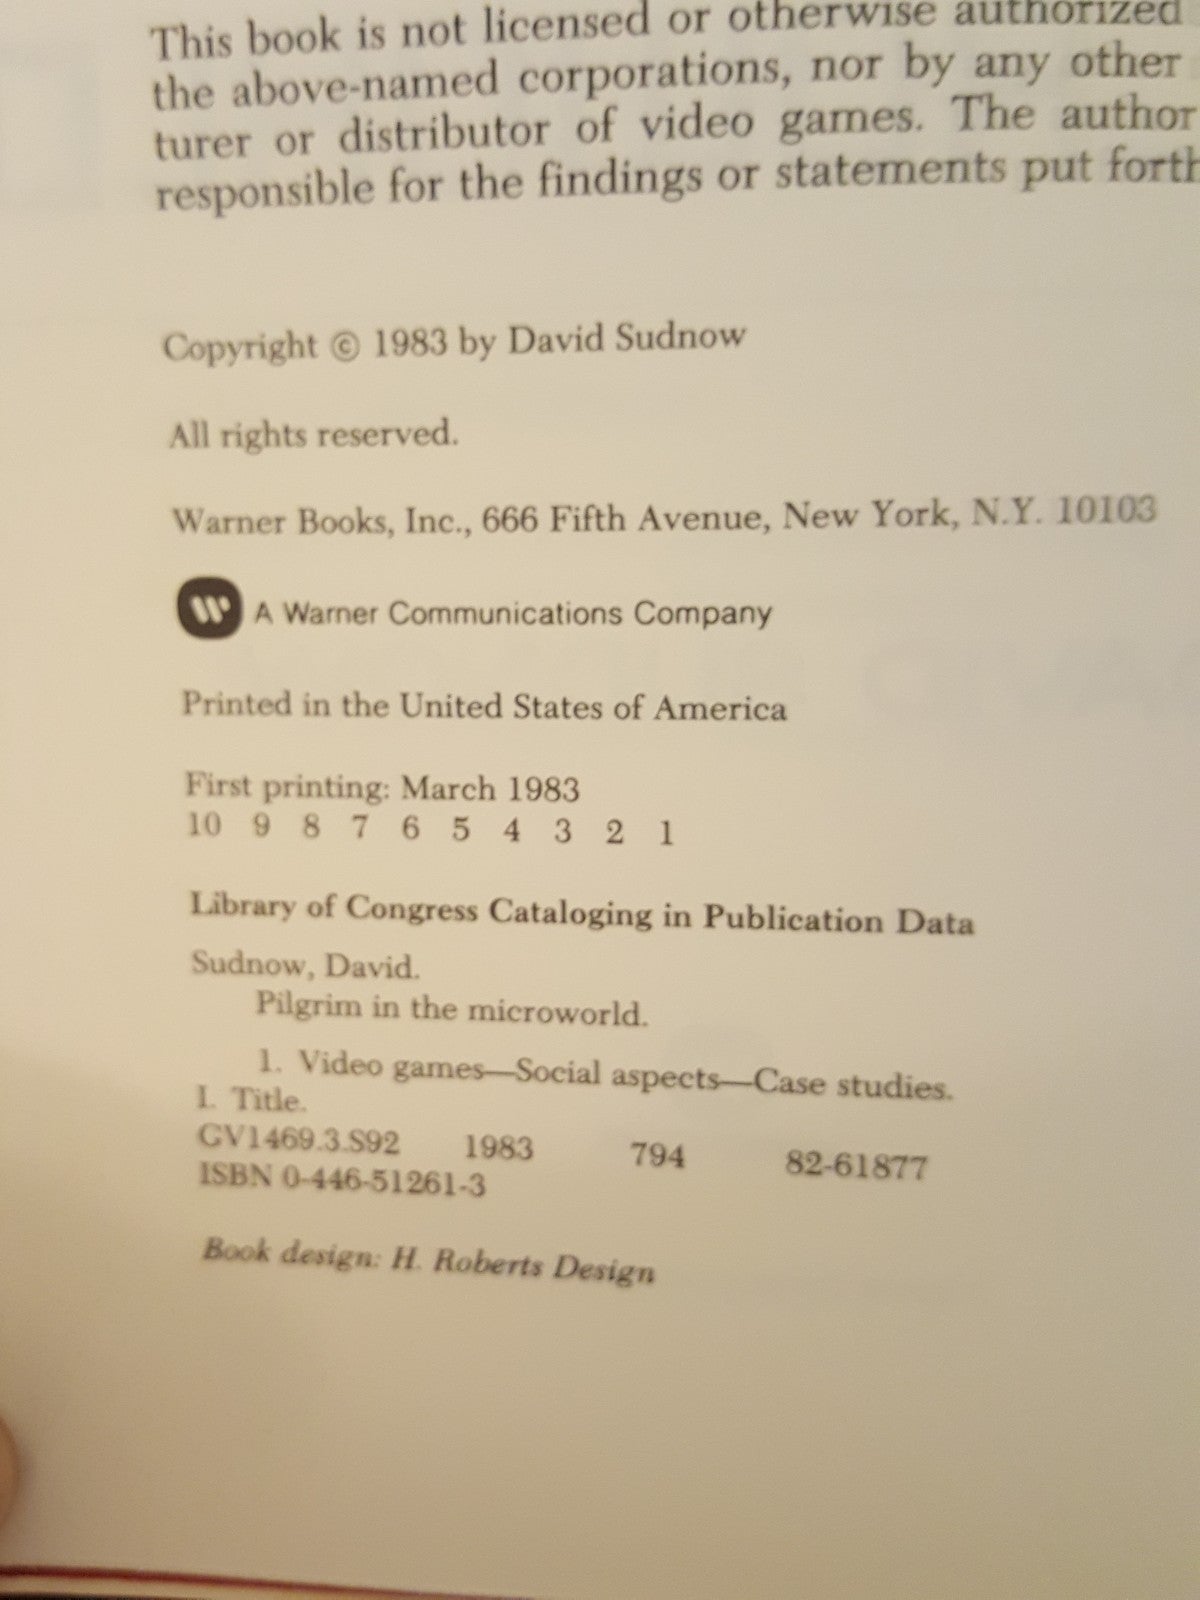 This book is not licensed or otherwise authorized
the above-named corporations, nor by any other
turer or distributor of video games. The author
responsible for the findings or statements put forth
Copyright © 1983 by David Sudnow
All rights reserved.
Warner Books, Inc., 666 Fifth Avenue, New York, N.Y. 10103
W A Warner Communications Company
Printed in the United States of America
First printing: March 1983
10 9 8 7 6 5 4 3 2 1
Library of Congress Cataloging in Publication Data
Sudnow, David.
Pilgrim in the microworld.
1. Video games—Social aspects—Case studies.
I. Title.
GV1469.3.S92 1983 794 82-61877
ISBN 0-446-51261-3
Book design: H. Roberts Design